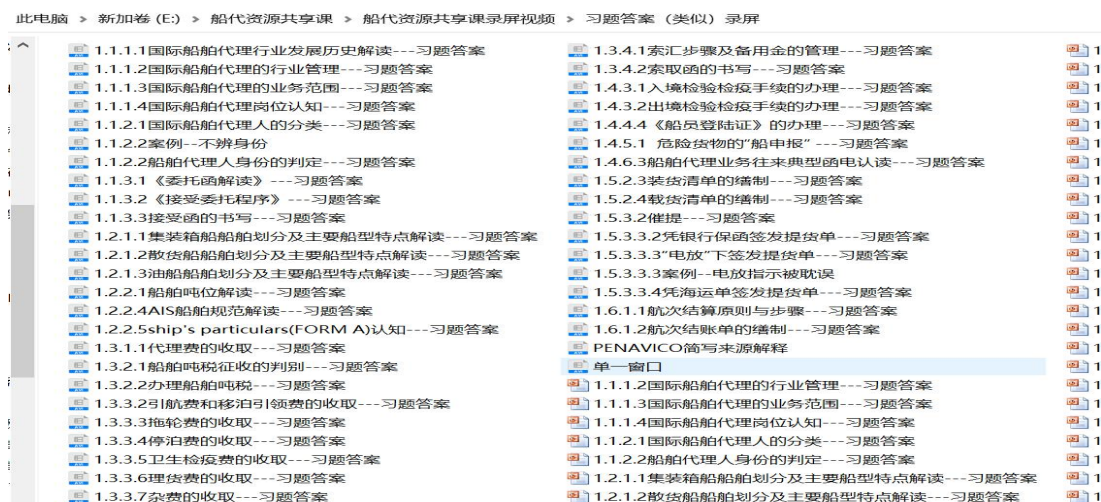 此电脑 > 新加卷 (E:) > 船代资源共享课 > 船代资源共享课录屏视频 > 习题答案 (类似) 录屏
1.1.1.1国际船舶代理行业发展历史解读---习题答案
1.1.1.2国际船舶代理的行业管理---习题答案
1.1.1.3国际船舶代理的业务范围---习题答案
1.1.1.4国际船舶代理岗位认知---习题答案
1.1.2.1国际船舶代理人的分类---习题答案
1.1.2.2案例--不辨身份
1.1.2.2船舶代理人身份的判定---习题答案
1.1.3.1《委托函解读》---习题答案
1.1.3.2《接受委托程序》---习题答案
1.1.3.3接受函的书写---习题答案
1.2.1.1集装箱船船舶划分及主要船型特点解读---习题答案
1.2.1.2散货船船舶划分及主要船型特点解读---习题答案
1.2.1.3油船船舶划分及主要船型特点解读---习题答案
1.2.2.1船舶吨位解读---习题答案
1.2.2.4AIS船舶规范解读---习题答案
1.2.2.5ship's particulars(FORM A)认知---习题答案
1.3.1.1代理费的收取---习题答案
1.3.2.1船舶吨税征收的判别---习题答案
1.3.2.2办理船舶吨税---习题答案
1.3.3.2引航费和移泊引领费的收取---习题答案
1.3.3.3拖轮费的收取---习题答案
1.3.3.4停泊费的收取---习题答案
1.3.3.5卫生检疫费的收取---习题答案
1.3.3.6理货费的收取---习题答案
1.3.3.7杂费的收取---习题答案
1.3.4.1索汇步骤及备用金的管理---习题答案
1.3.4.2索取函的书写---习题答案
1.4.3.1入境检验检疫手续的办理---习题答案
1.4.3.2出境检验检疫手续的办理---习题答案
1.4.4.4《船员登陆证》的办理---习题答案
1.4.5.1 危险货物的"船申报" ---习题答案
1.4.6.3船舶代理业务往来典型函电认读---习题答案
1.5.2.3装货清单的缮制---习题答案
1.5.2.4载货清单的缮制---习题答案
1.5.3.2催提---习题答案
1.5.3.3.2凭银行保函签发提货单---习题答案
1.5.3.3.3"电放"下签发提货单---习题答案
1.5.3.3.3案例--电放指示被耽误
1.5.3.3.4凭海运单签发提货单---习题答案
1.6.1.1航次结算原则与步骤---习题答案
1.6.1.2航次结账单的缮制---习题答案
PENAVICO简写来源解释
单一窗口
1.1.1.2国际船舶代理的行业管理---习题答案
1.1.1.3国际船舶代理的业务范围---习题答案
1.1.1.4国际船舶代理岗位认知---习题答案
1.1.2.1国际船舶代理人的分类---习题答案
1.1.2.2船舶代理人身份的判定---习题答案
1.2.1.1集装箱船船舶划分及主要船型特点解读---习题答案
1.2.1.2散货船船舶划分及主要船型特点解读---习题答案